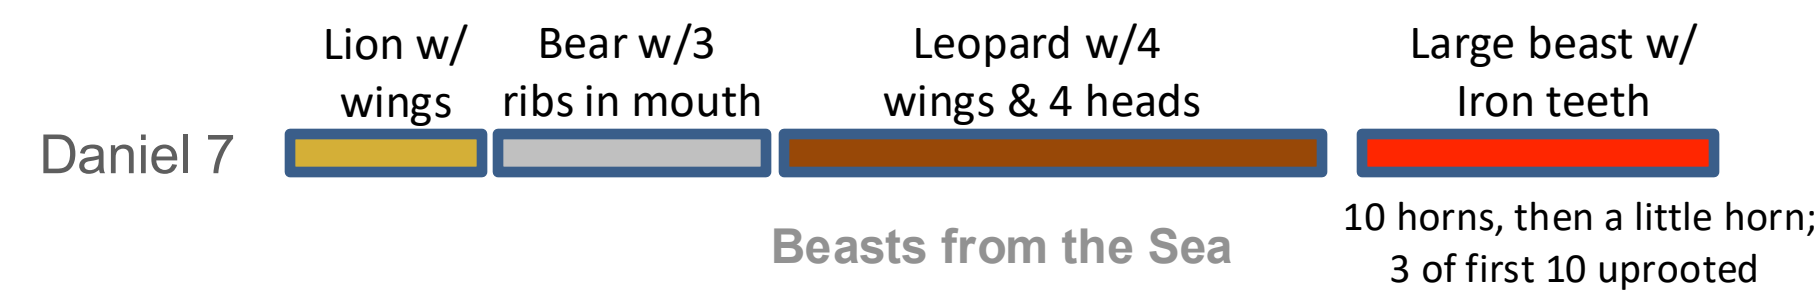 Lion w/
wings
Bear w/3
ribs in mouth
Leopard w/4
wings & 4 heads
Large beast w/
Iron teeth
Daniel 7
Beasts from the Sea
10 horns, then a little horn;
3 of first 10 uprooted